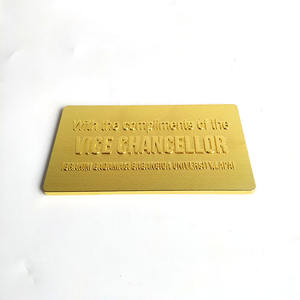 With the compliments of the
VICE CHANCELLOR
IBRAHIM BADAMASI BABANGIDA UNIVERSITY, LAPAI